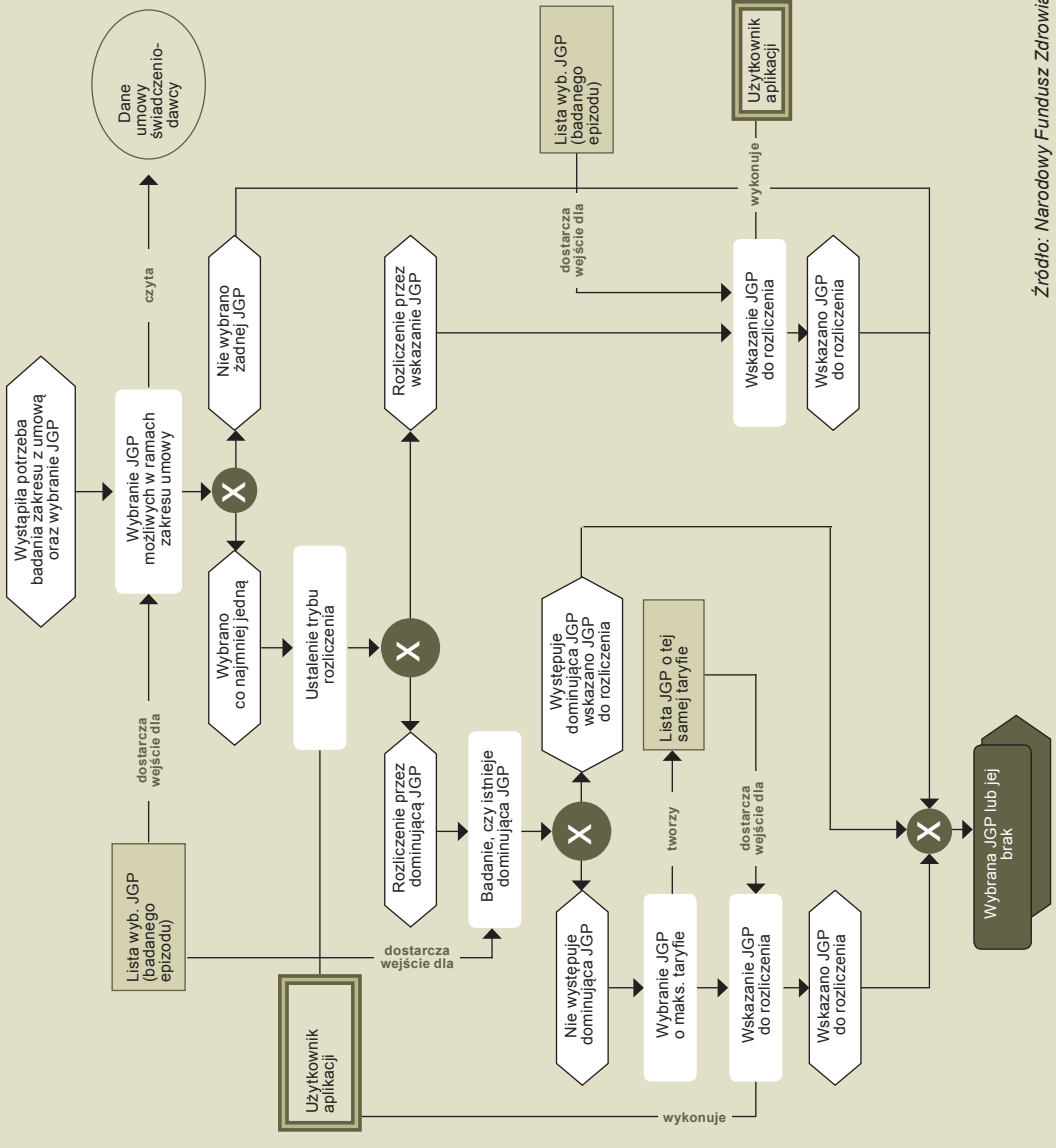 Wystąpiła potrzeba
badania zakresu z umową
oraz wybranie JGP
Dane
umowy
świadczenio-
dawcy
Wybranie JGP
możliwych w ramach
zakresu umowy
czyta
dostarcza
wejście dla
Lista wyb. JGP
(badanego
epizodu)
X
Wybrano
co najmniej jedną
Nie wybrano
żadnej JGP
Ustalenie trybu
rozliczenia
Użytkownik
aplikacji
X
Rozliczenie przez
dominującą JGP
Rozliczenie przez
wskazanie JGP
dostarcza
wejście dla
Badanie, czy istnieje
dominująca JGP
X
Nie występuje
dominująca JGP
Występuje
dominująca JGP
wskazano JGP
do rozliczenia
Lista wyb. JGP
(badanego
epizodu)
dostarcza
wejście dla
Wybranie JGP
o maks. taryfie
tworzy
Lista JGP o tej
samej taryfie
dostarcza
wejście dla
wykonuje
Wskazanie JGP
do rozliczenia
Wskazanie JGP
do rozliczenia
wykonuje
Użytkownik
aplikacji
Wskazano JGP
do rozliczenia
Wskazano JGP
do rozliczenia
X
Wybrana JGP lub jej
brak
Źródło: Narodowy Fundusz Zdrowia